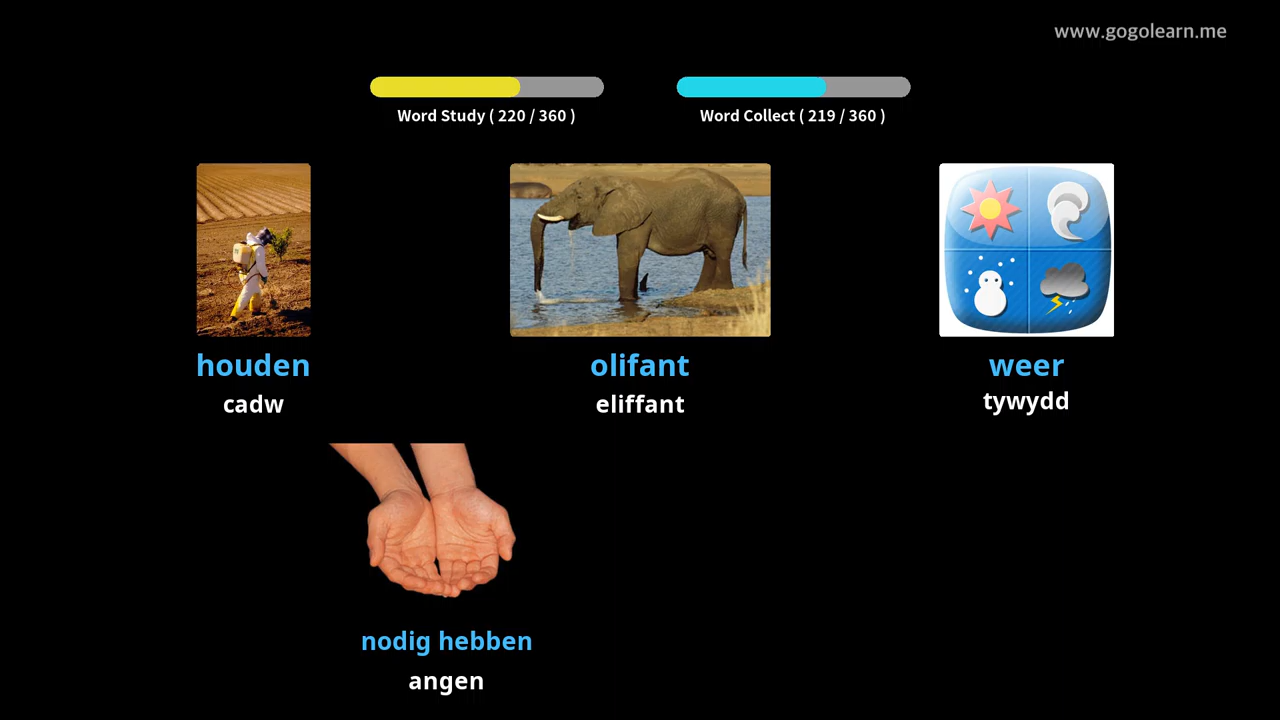 www.gogolearn.me
Word Study ( 220 / 360 )
Word Collect ( 219 / 360 )
houden
cadw
olifant
eliffant
weer
tywydd
nodig hebben
angen